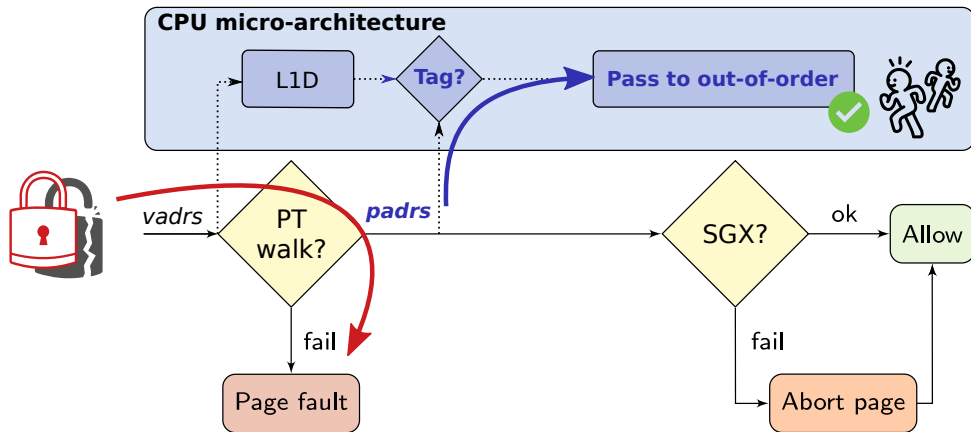 CPU micro-architecture
L1D
Tag?
Pass to out-of-order
vadrs
PT
walk?
padrs
SGX?
ok
Allow
fail
fail
Page fault
Abort page